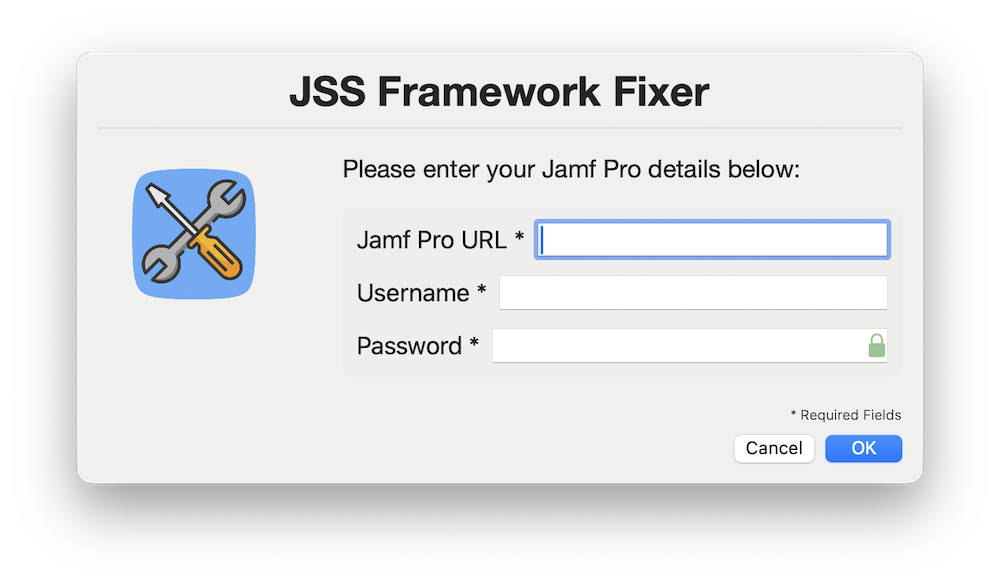 JSS Framework Fixer
Please enter your Jamf Pro details below:
Jamf Pro URL *
Username *
Password *
* Required Fields
Cancel OK